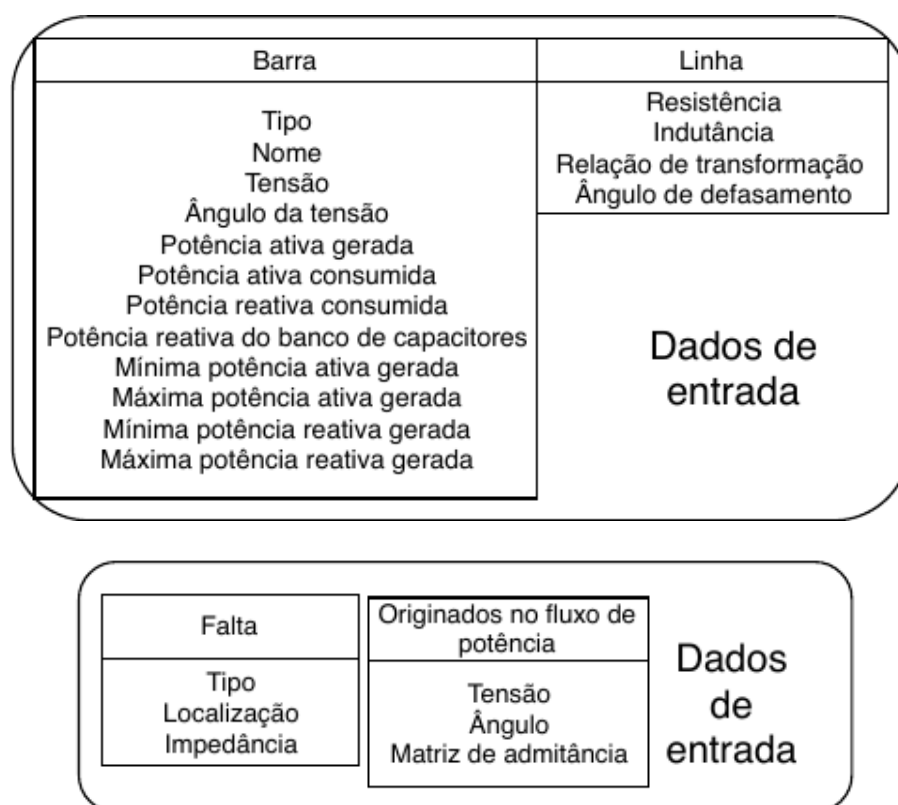 Barra
Tipo
Nome
Tensão
Ângulo da tensão
Potência ativa gerada
Potência ativa consumida
Potência reativa consumida
Potência reativa do banco de capacitores
Mínima potência ativa gerada
Máxima potência ativa gerada
Mínima potência reativa gerada
Máxima potência reativa gerada
Linha
Resistência
Indutância
Relação de transformação
Ângulo de defasamento
Dados de
entrada
Falta
Tipo
Localização
Impedância
Originados no fluxo de
potência
Tensão
Ângulo
Matriz de admitância
Dados
de
entrada